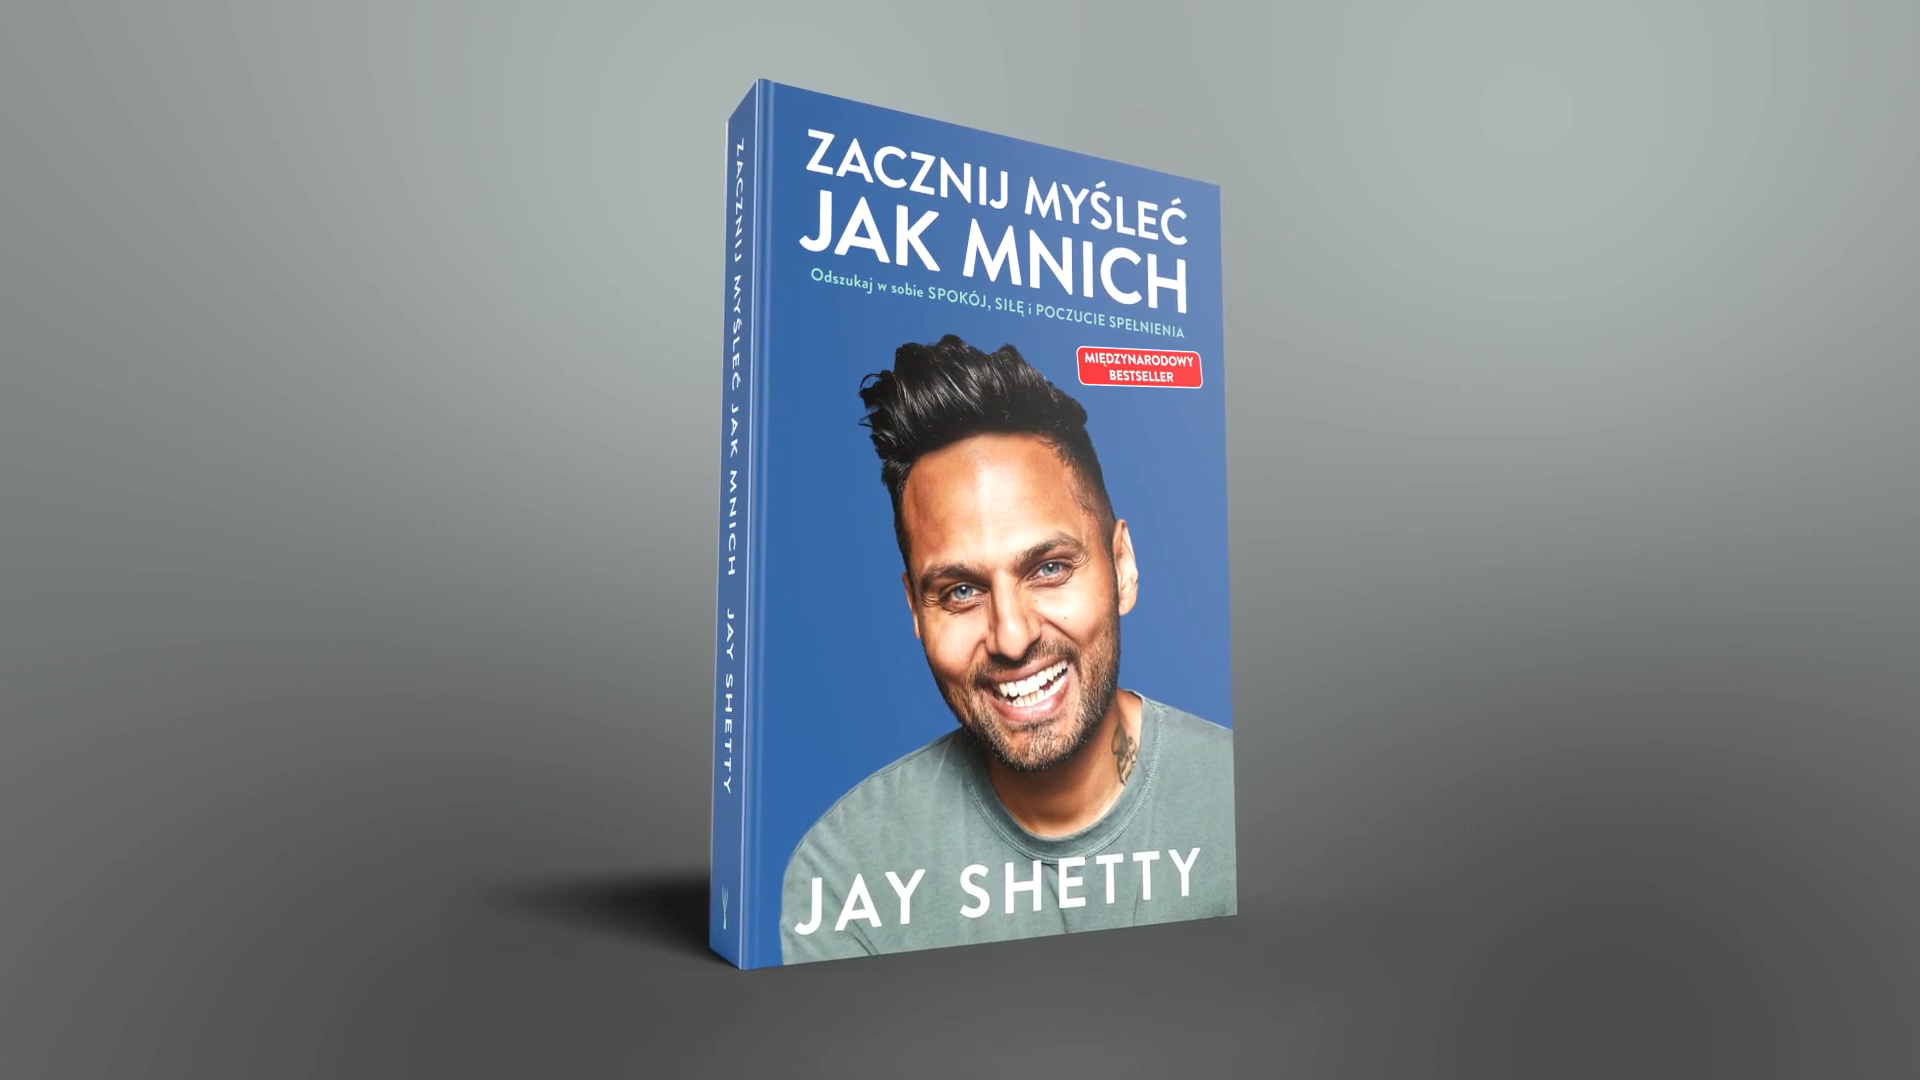 ZACZNIJ MYŚLEĆ
JAK MNICH
Odszukaj w sobie SPOKÓJ, SIŁĘ i POCZUCIE SPEŁNIENIA
MIĘDZYNARODOWY
BESTSELLER
JAY SHETTY
ZACZNIJ MYŚLEĆ JAK MNICH JAY SHETTY